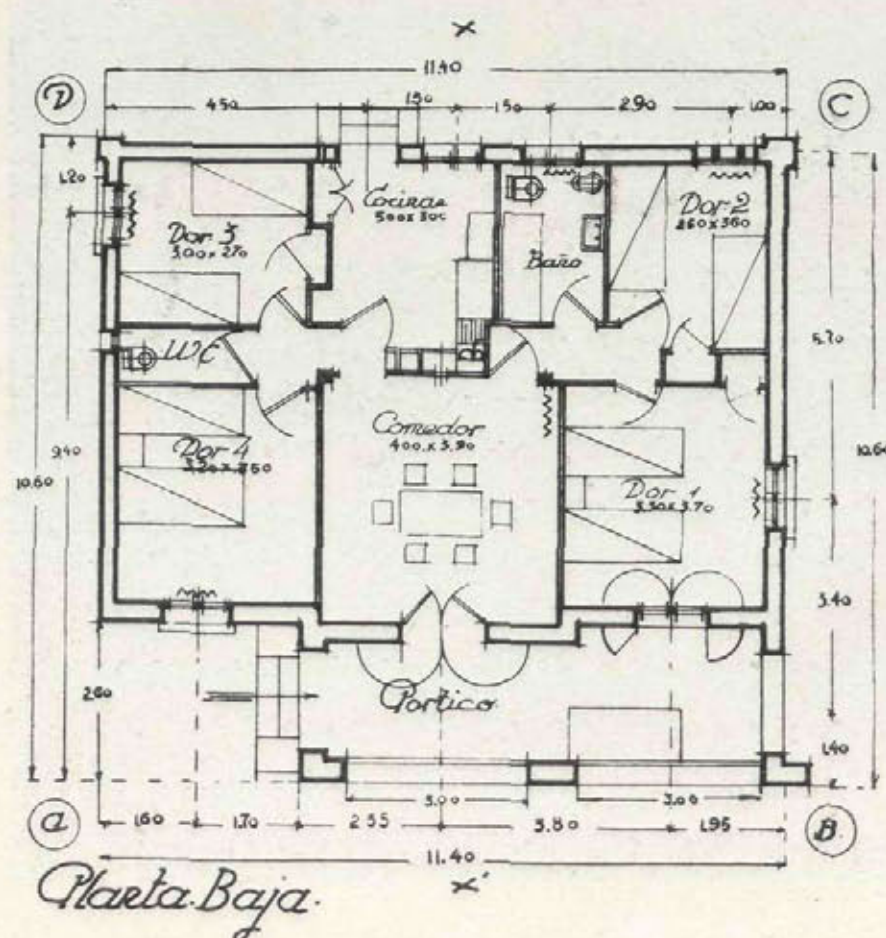 X
11.40
D
C
4.50
1.50
1.50
2.90
1.00
1.20
Dor 3
3.00 x 2.70
Cocina
5.00 x 3.00
Baño
Dor 2
2.60 x 3.60
WC
5.70
Dor 4
Comedor
4.00 x 3.90
Dor 1
3.50 x 3.70
9.40
10.60
10.60
3.40
Portico
2.60
1.40
3.00
3.00
a
1.60
1.70
2.55
3.80
1.95
B.
11.40
X'
Planta. Baja.